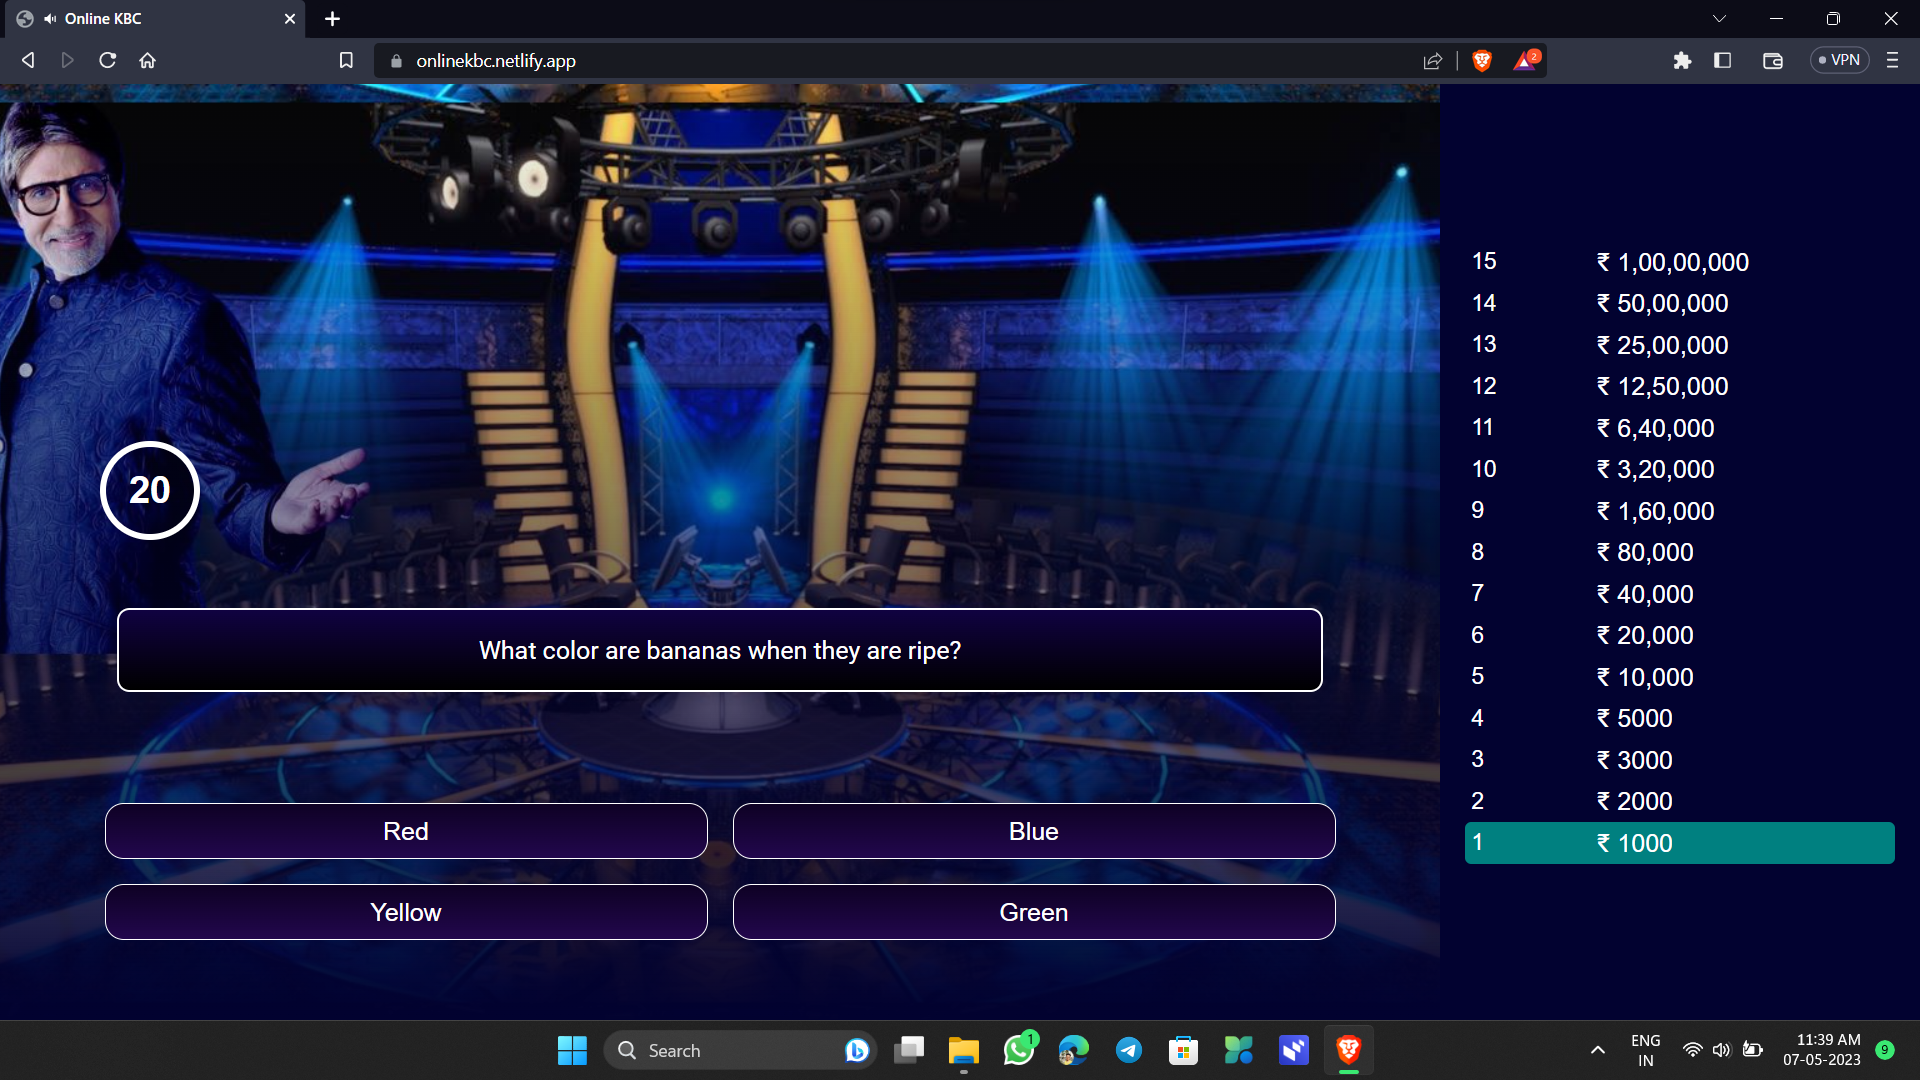 Online KBC
onlinekbc.netlify.app
2
VPN
15 ₹ 1,00,00,000
14 ₹ 50,00,000
13 ₹ 25,00,000
12 ₹ 12,50,000
11 ₹ 6,40,000
10 ₹ 3,20,000
9 ₹ 1,60,000
8 ₹ 80,000
7 ₹ 40,000
6 ₹ 20,000
5 ₹ 10,000
4 ₹ 5000
3 ₹ 3000
2 ₹ 2000
1 ₹ 1000
20
What color are bananas when they are ripe?
Red
Blue
Yellow
Green
Search
1
ENG
IN
11:39 AM
07-05-2023
9